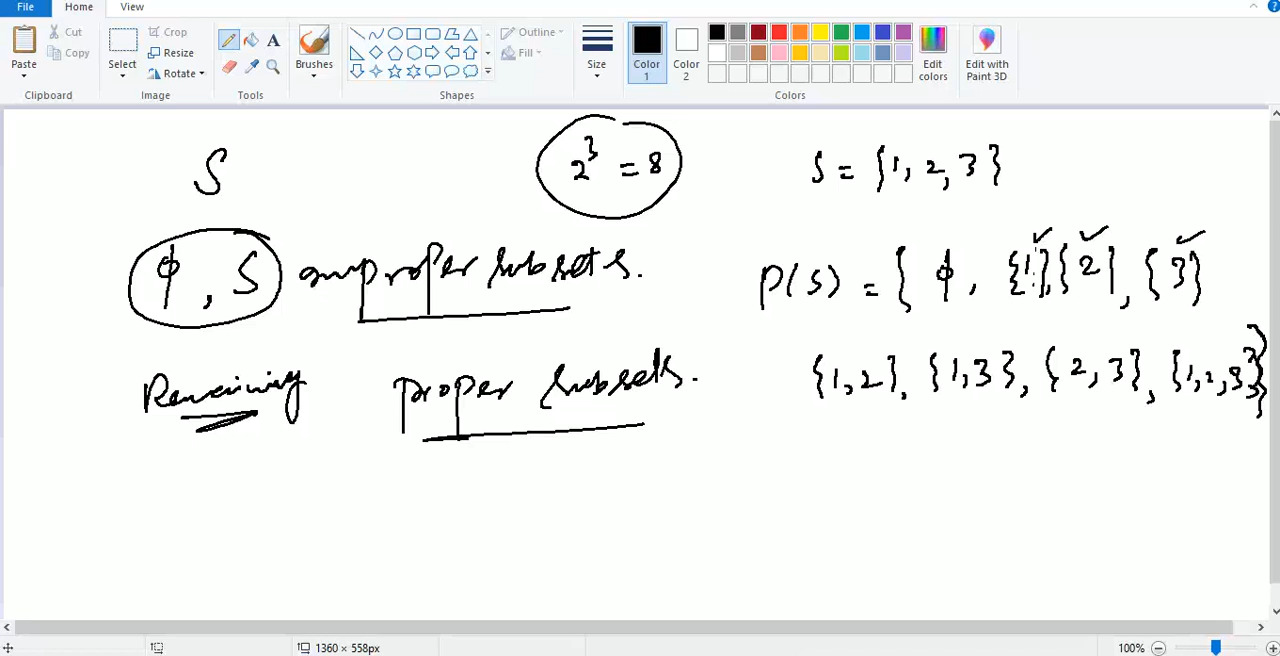 File Home View
Paste Cut Copy Clipboard
Select Crop Resize Rotate Image
A Tools
Brushes
Outline Fill Shapes
Size
Color 1 Color 2 Edit colors Colors
Edit with Paint 3D
S 2³ = 8 S = {1, 2, 3}
ϕ, S improper subsets. P(S) = { ϕ, {1}, {2}, {3}
Remaining proper subsets. {1,2}, {1,3}, {2,3}, {1,2,3}}
1360 × 558px 100%